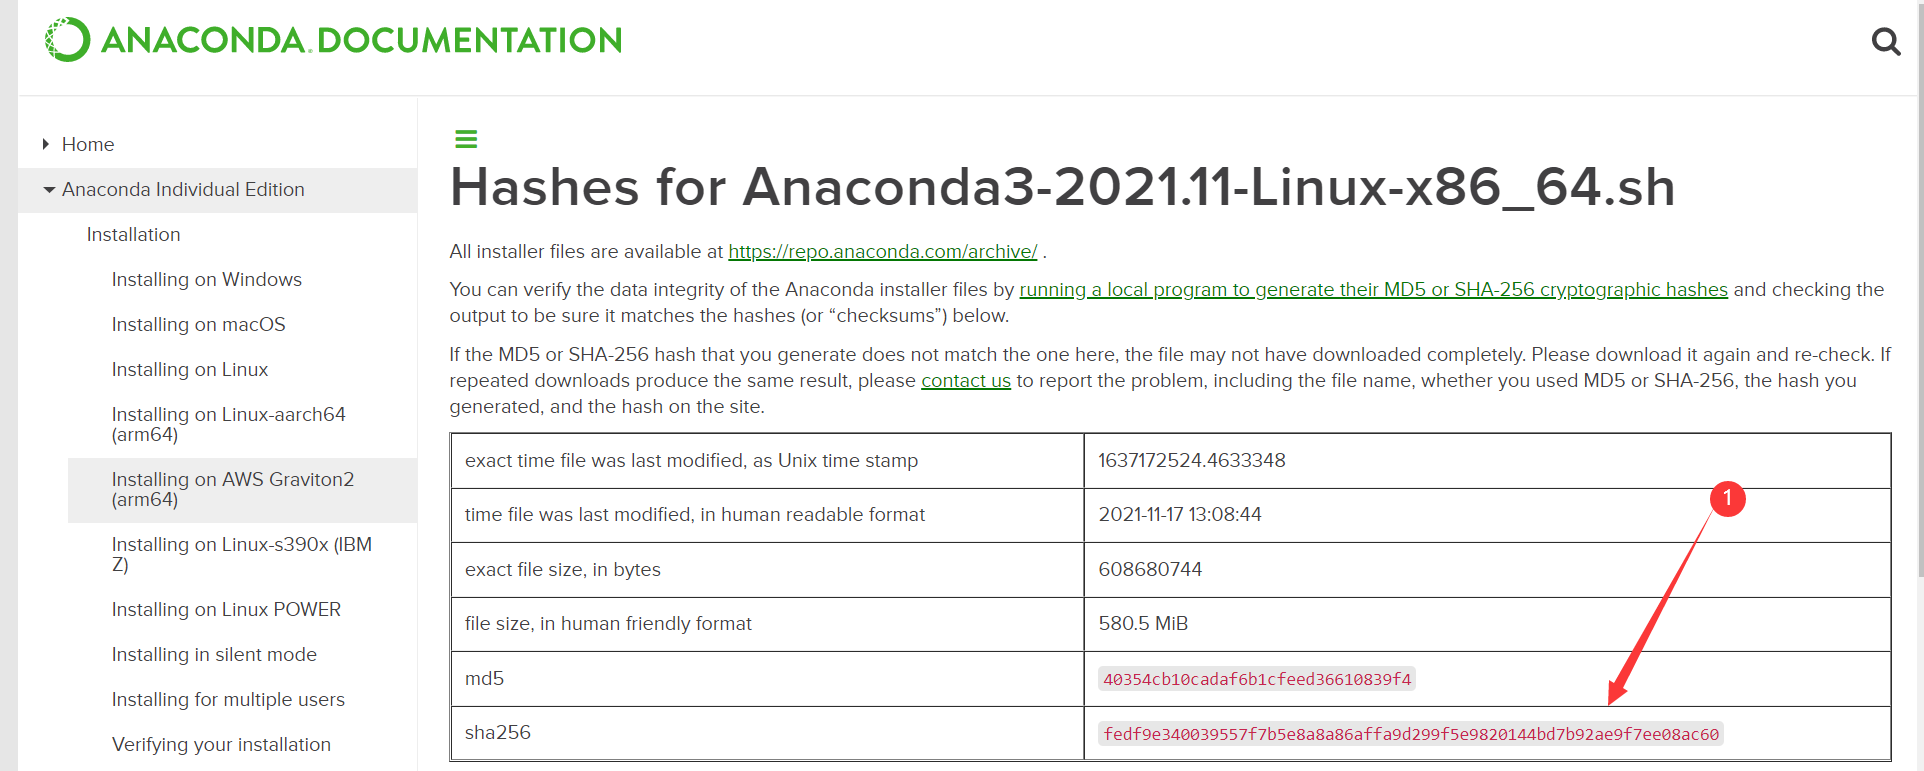 ANACONDA. DOCUMENTATION
Home
Anaconda Individual Edition
Installation
Installing on Windows
Installing on macOS
Installing on Linux
Installing on Linux-aarch64
(arm64)
Installing on AWS Graviton2
(arm64)
Installing on Linux-s390x (IBM
Z)
Installing on Linux POWER
Installing in silent mode
Installing for multiple users
Verifying your installation
Hashes for Anaconda3-2021.11-Linux-x86_64.sh
All installer files are available at https://repo.anaconda.com/archive/ .
You can verify the data integrity of the Anaconda installer files by running a local program to generate their MD5 or SHA-256 cryptographic hashes and checking the
output to be sure it matches the hashes (or “checksums”) below.
If the MD5 or SHA-256 hash that you generate does not match the one here, the file may not have downloaded completely. Please download it again and re-check. If
repeated downloads produce the same result, please contact us to report the problem, including the file name, whether you used MD5 or SHA-256, the hash you
generated, and the hash on the site.
exact time file was last modified, as Unix time stamp 1637172524.4633348
1
time file was last modified, in human readable format 2021-11-17 13:08:44
exact file size, in bytes 608680744
file size, in human friendly format 580.5 MiB
md5 40354cb10cadaf6b1cfeed36610839f4
sha256 fedf9e340039557f7b5e8a8a86affa9d299f5e9820144bd7b92ae9f7ee08ac60